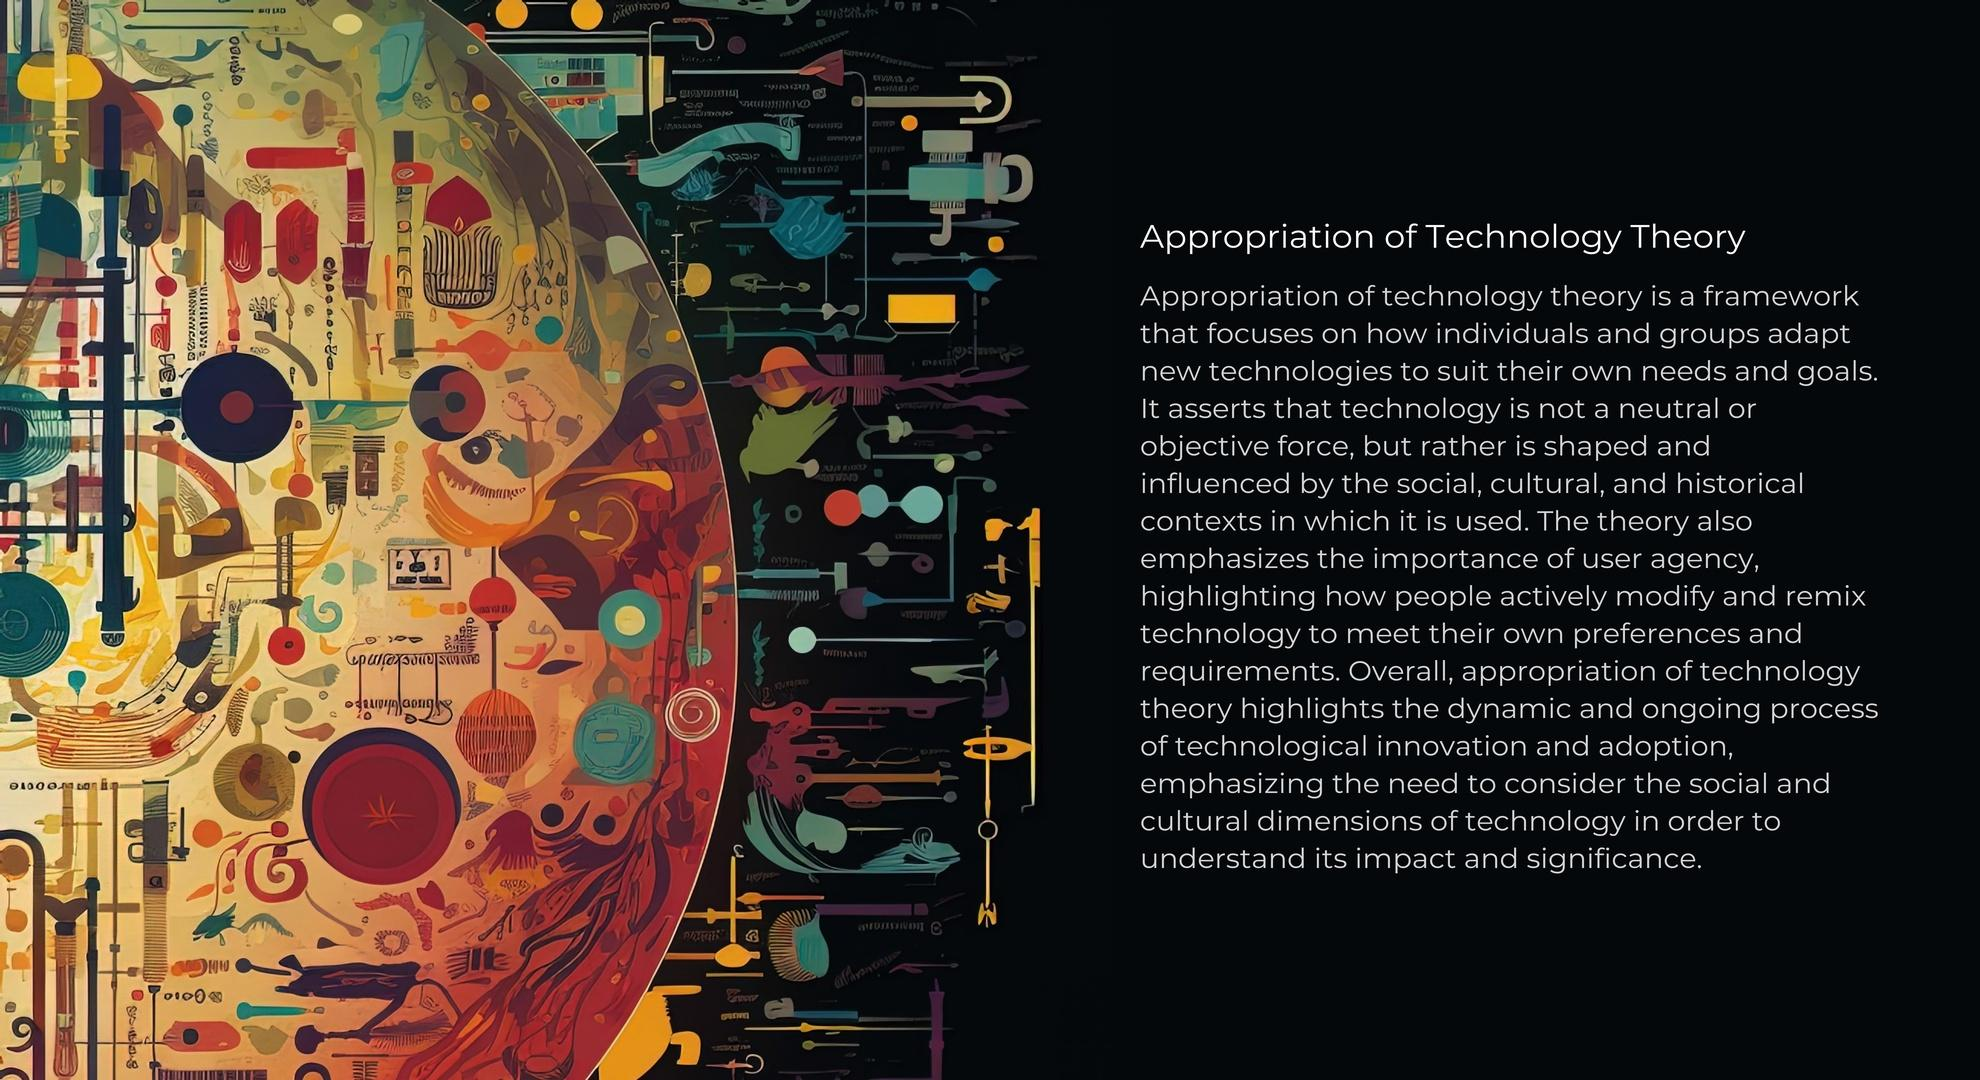 Appropriation of Technology Theory
Appropriation of technology theory is a framework
that focuses on how individuals and groups adapt
new technologies to suit their own needs and goals.
It asserts that technology is not a neutral or
objective force, but rather is shaped and
influenced by the social, cultural, and historical
contexts in which it is used. The theory also
emphasizes the importance of user agency,
highlighting how people actively modify and remix
technology to meet their own preferences and
requirements. Overall, appropriation of technology
theory highlights the dynamic and ongoing process
of technological innovation and adoption,
emphasizing the need to consider the social and
cultural dimensions of technology in order to
understand its impact and significance.